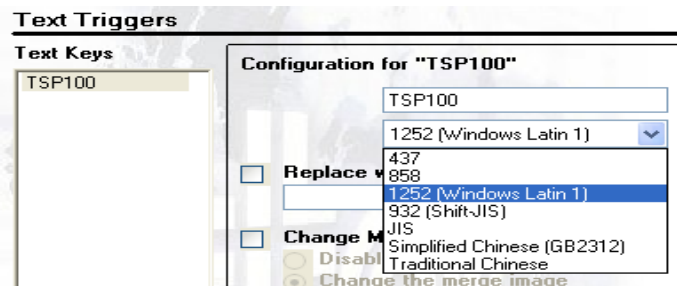 Text Triggers
Text Keys
TSP100
Configuration for "TSP100"
TSP100
1252 (Windows Latin 1)
Replace
437
858
1252 (Windows Latin 1)
932 (Shift-JIS)
JIS
Simplified Chinese (GB2312)
Traditional Chinese
Change
Change the merge image